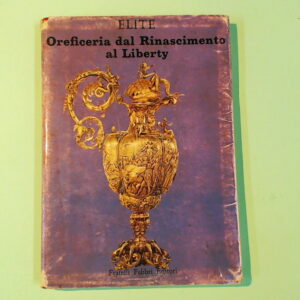 ELITE
Oreficeria dal Rinascimento
al Liberty
Fratelli Fabbri Editori